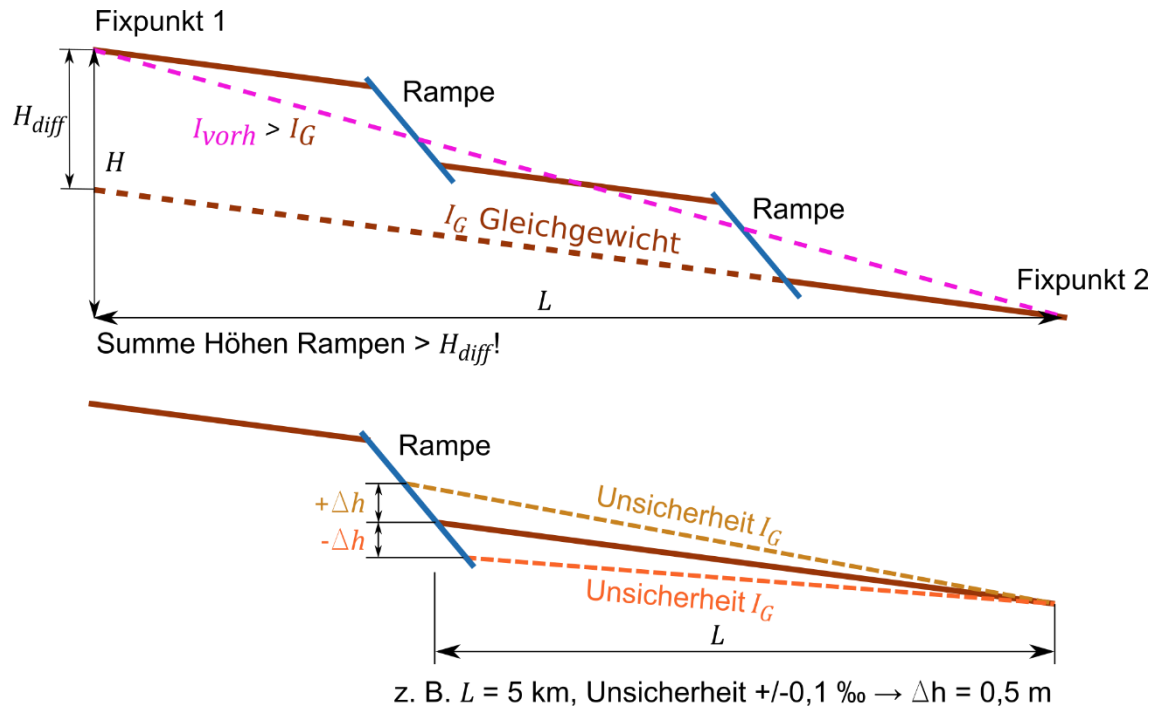 Fixpunkt 1
Rampe
H_diff
I_vorh > I_G
H
Rampe
I_G Gleichgewicht
Fixpunkt 2
L
Summe Höhen Rampen > H_diff!
Rampe
+Δh
Unsicherheit I_G
-Δh
Unsicherheit I_G
L
z. B. L = 5 km, Unsicherheit +/-0,1 ‰ → Δh = 0,5 m